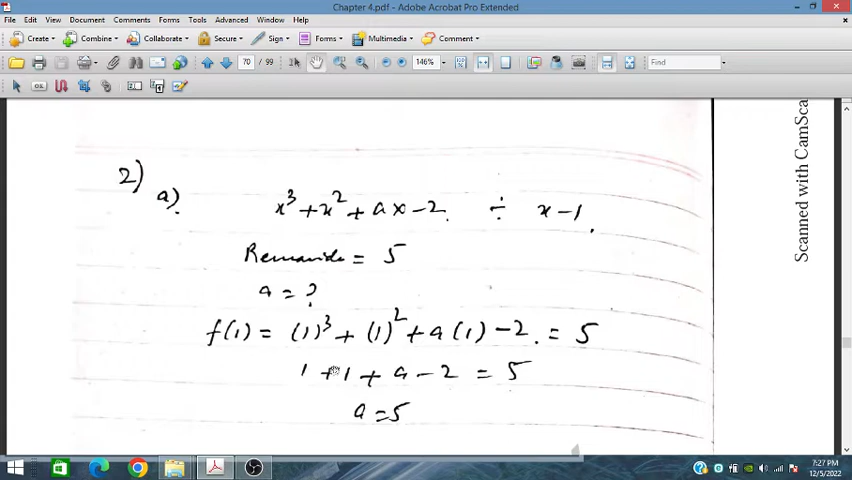 Chapter 4.pdf - Adobe Acrobat Pro Extended
File Edit View Document Comments Forms Tools Advanced Window Help
Create Combine Collaborate Secure Sign Forms Multimedia Comment
70 / 99 146% Find
2)
a) x³+x²+ax-2. ÷ x-1.
Remainde = 5
a = ?
f(1) = (1)³ + (1)² + a(1) - 2. = 5
1 + 1 + a - 2 = 5
a = 5
Scanned with CamSca
7:27 PM
12/5/2022